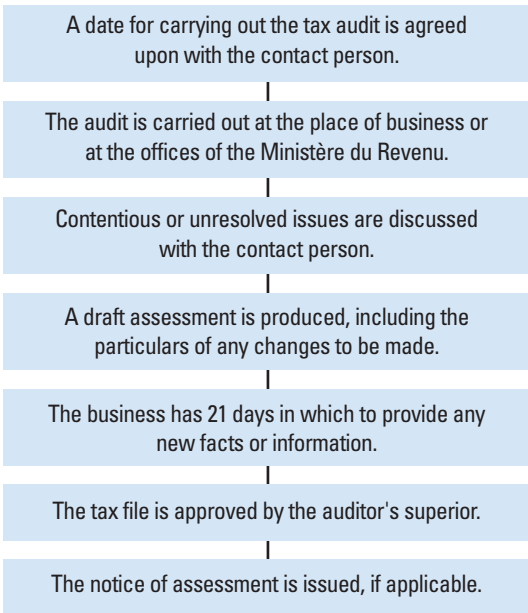 A date for carrying out the tax audit is agreed
upon with the contact person.
The audit is carried out at the place of business or
at the offices of the Ministère du Revenu.
Contentious or unresolved issues are discussed
with the contact person.
A draft assessment is produced, including the
particulars of any changes to be made.
The business has 21 days in which to provide any
new facts or information.
The tax file is approved by the auditor's superior.
The notice of assessment is issued, if applicable.